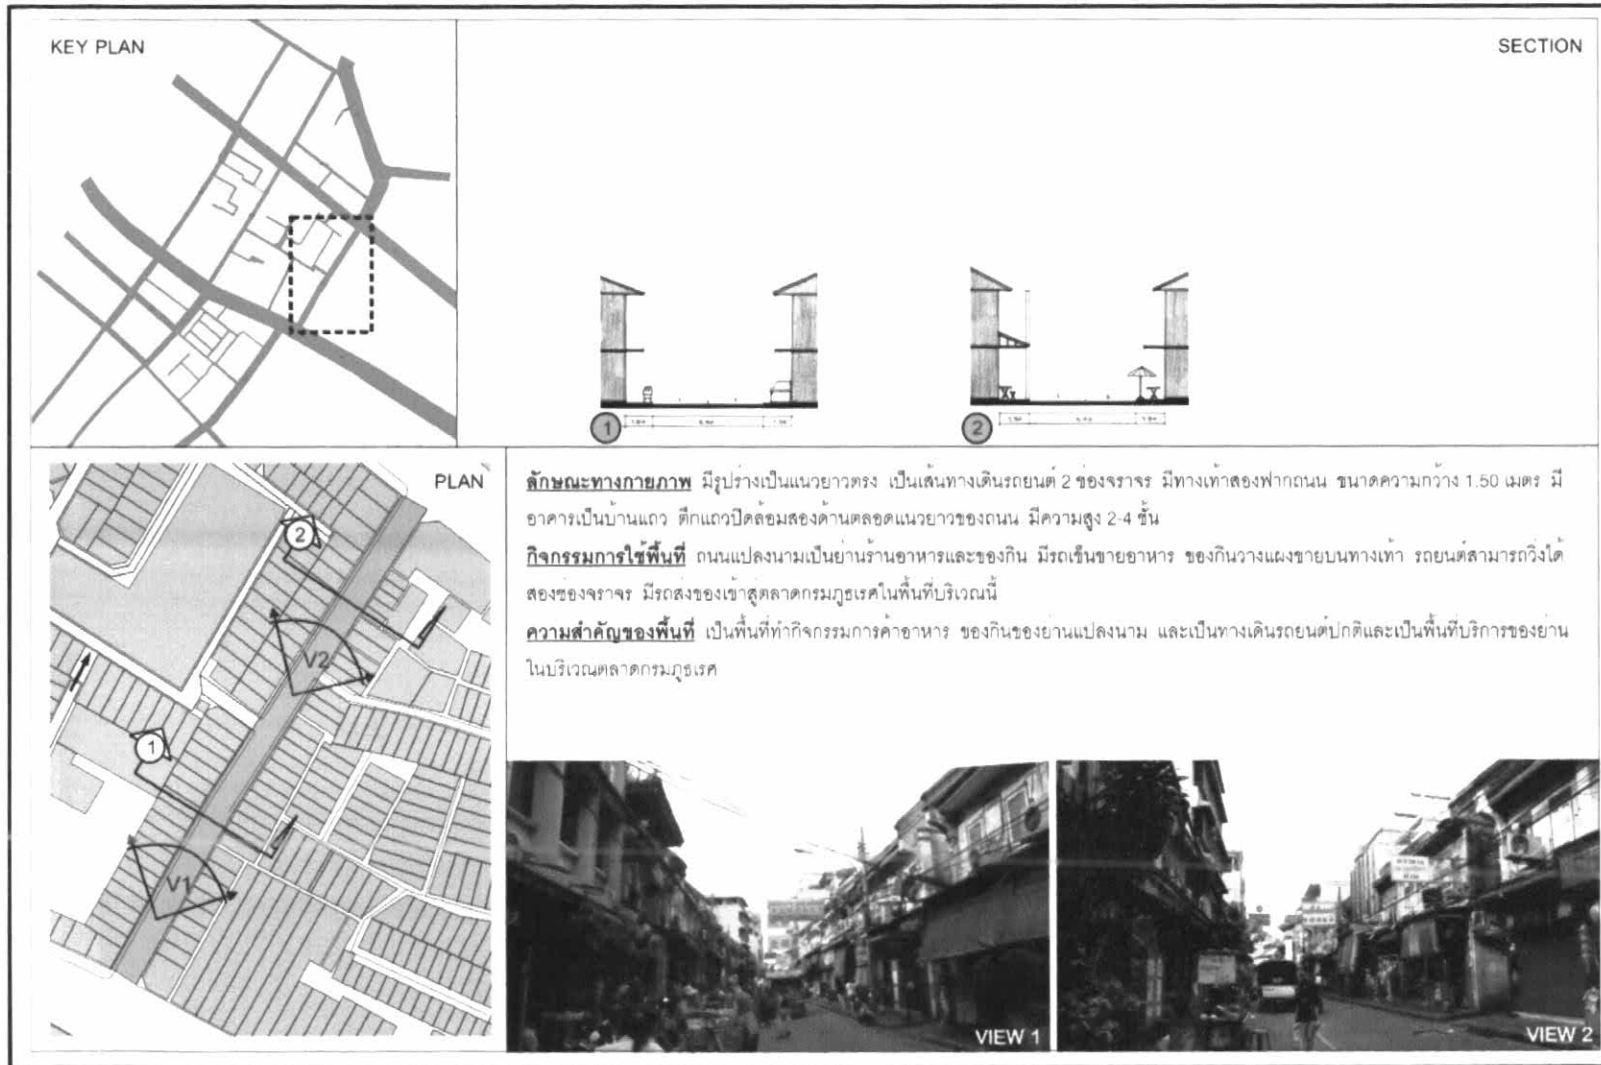 KEY PLAN
SECTION
1
2
PLAN
ลักษณะทางกายภาพ มีรูปร่างเป็นแนวยาวตรง เป็นเส้นทางเดินรถยนต์ 2 ช่องจราจร มีทางเท้าสองฟากถนน ขนาดความกว้าง 1.50 เมตร มี
อาคารเป็นบ้านแถว ตึกแถวปิดล้อมสองด้านตลอดแนวยาวของถนน มีความสูง 2-4 ชั้น
กิจกรรมการใช้พื้นที่ ถนนแปลงนามเป็นย่านร้านอาหารและของกิน มีรถเข็นขายอาหาร ของกินวางแผงขายบนทางเท้า รถยนต์สามารถวิ่งได้
สองช่องจราจร มีรถส่งของเข้าสู่ตลาดกรมภูธเรศในพื้นที่บริเวณนี้
ความสำคัญของพื้นที่ เป็นพื้นที่ทำกิจกรรมการค้าอาหาร ของกินของย่านแปลงนาม และเป็นทางเดินรถยนต์ปกติและเป็นพื้นที่บริการของย่าน
ในบริเวณตลาดกรมภูธเรศ
2
V2
1
V1
VIEW 1
VIEW 2